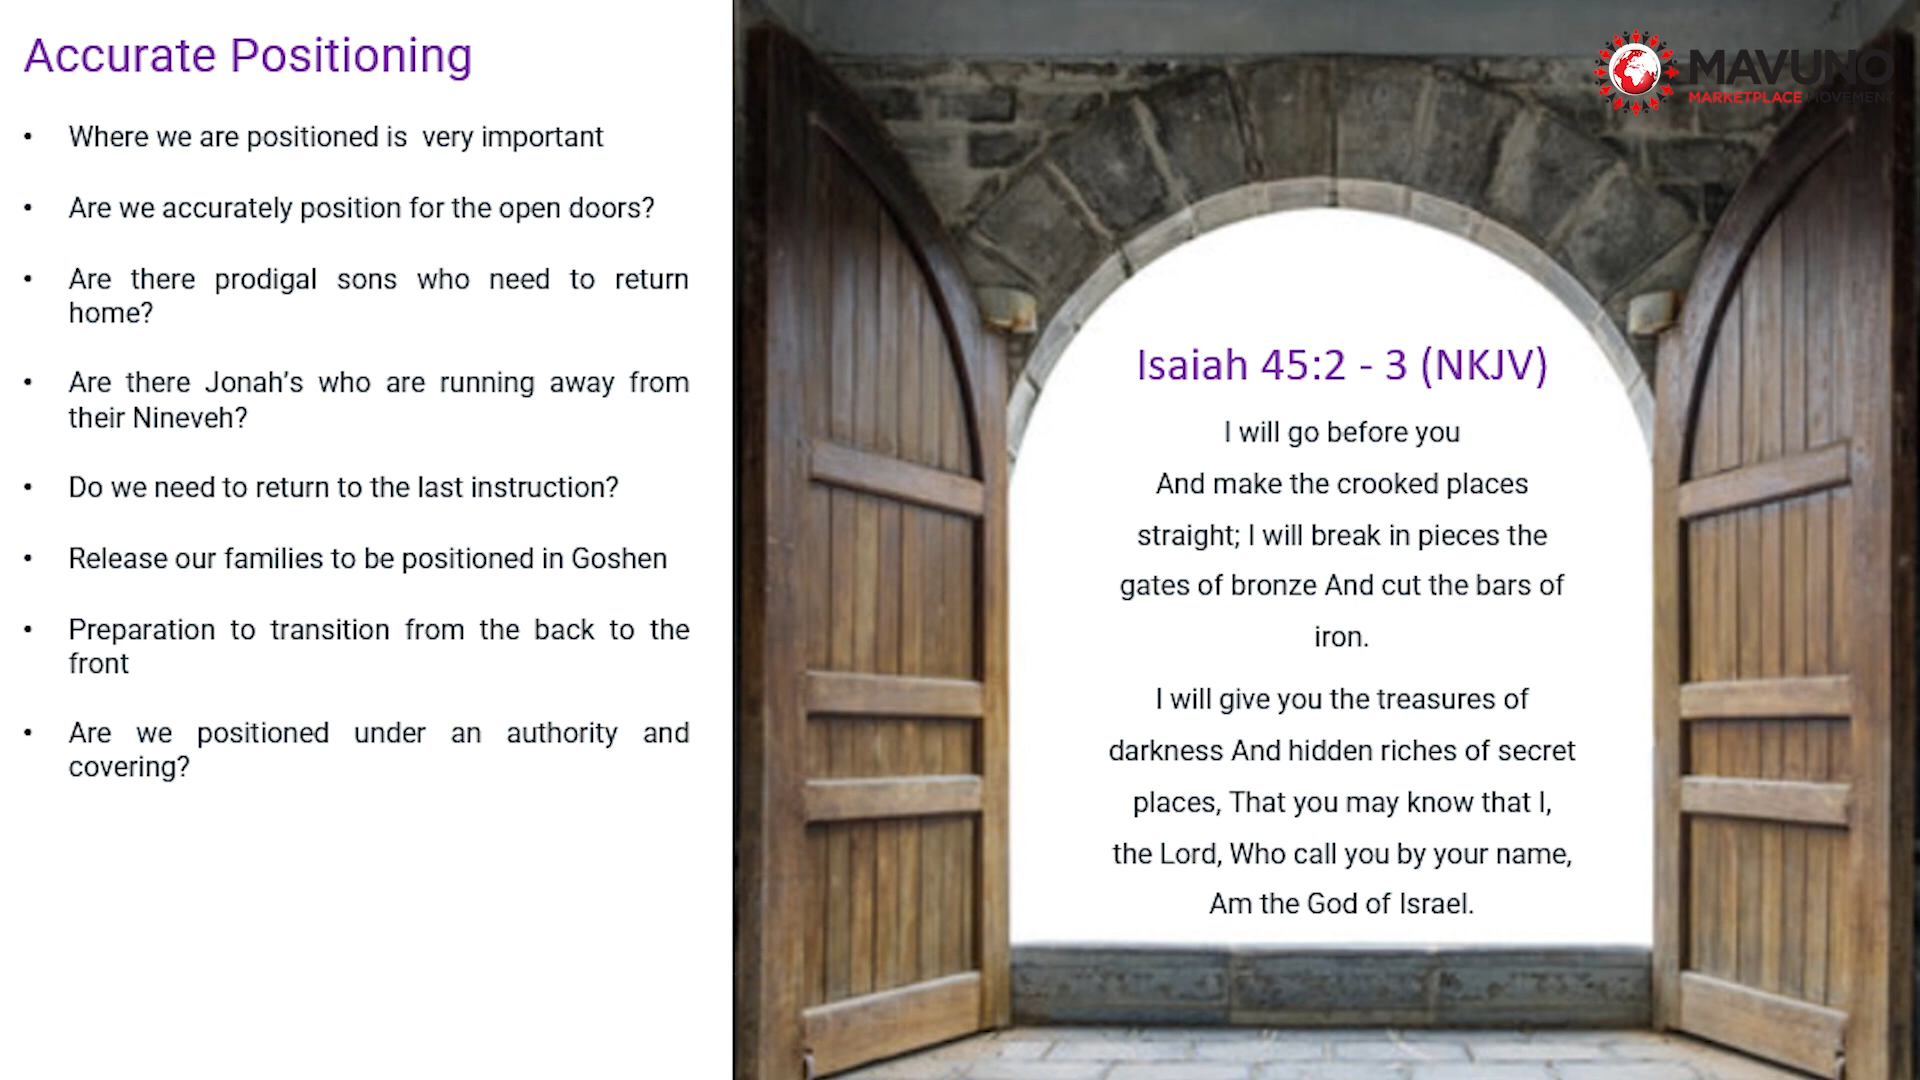 Accurate Positioning
• Where we are positioned is  very important
• Are we accurately position for the open doors?
• Are there prodigal sons who need to return
home?
• Are there Jonah’s who are running away from
their Nineveh?
• Do we need to return to the last instruction?
• Release our families to be positioned in Goshen
• Preparation to transition from the back to the
front
• Are we positioned under an authority and
covering?
MAVUNO
MARKETPLACE MOVEMENT
Isaiah 45:2 - 3 (NKJV)
I will go before you
And make the crooked places
straight; I will break in pieces the
gates of bronze And cut the bars of
iron.
I will give you the treasures of
darkness And hidden riches of secret
places, That you may know that I,
the Lord, Who call you by your name,
Am the God of Israel.